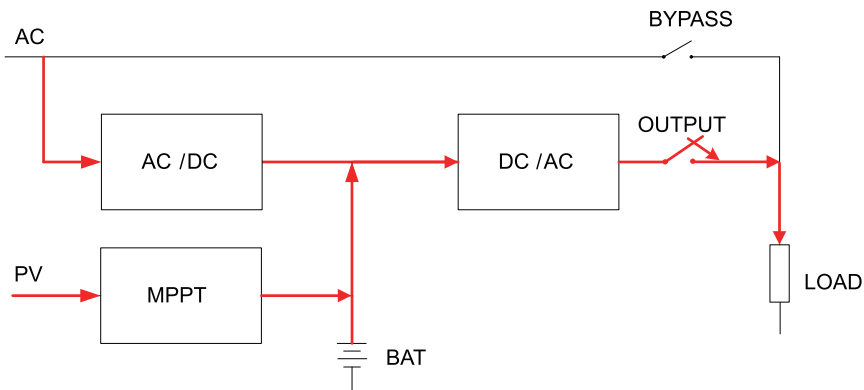 BYPASS
AC
OUTPUT
AC /DC
DC /AC
PV
MPPT
LOAD
BAT